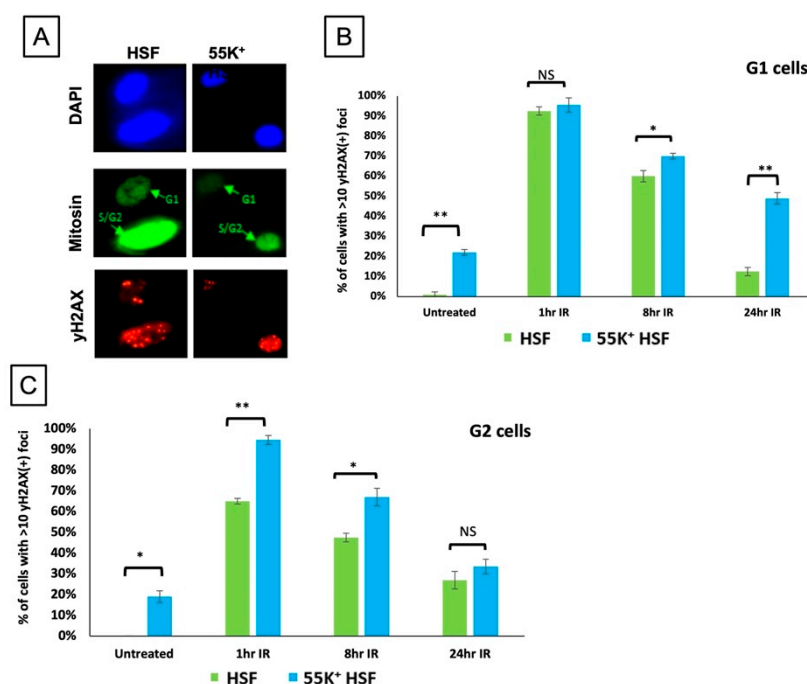 A
HSF 55K⁺
DAPI
Mitosin
G1
S/G2
G1
S/G2
yH2AX
B
G1 cells
% of cells with >10 yH2AX(+) foci
100%
90%
80%
70%
60%
50%
40%
30%
20%
10%
0%
**
NS
*
**
Untreated 1hr IR 8hr IR 24hr IR
HSF 55K⁺ HSF
C
G2 cells
% of cells with >10 yH2AX(+) foci
100%
90%
80%
70%
60%
50%
40%
30%
20%
10%
0%
*
**
*
NS
Untreated 1hr IR 8hr IR 24hr IR
HSF 55K⁺ HSF